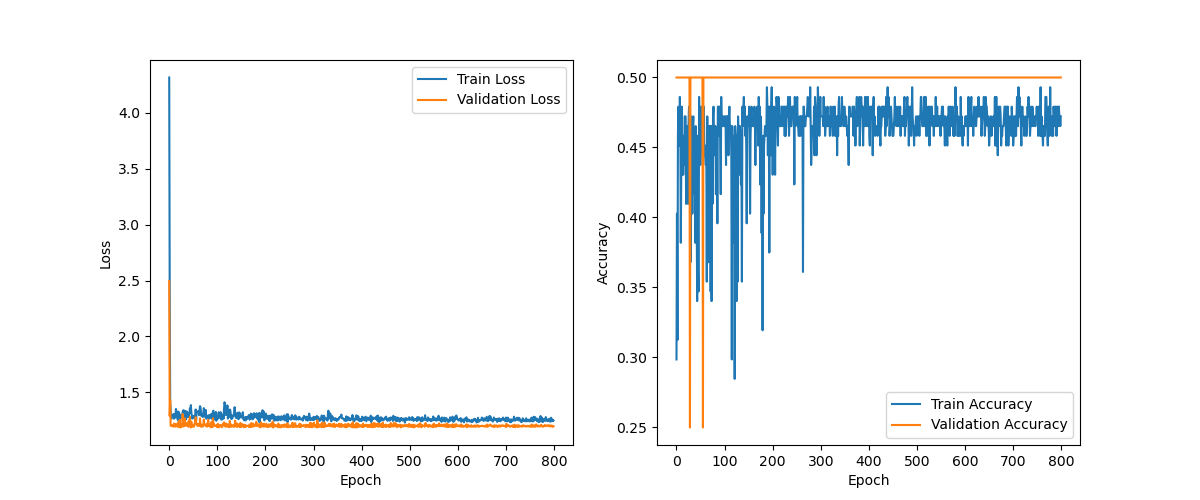 Train Loss
Validation Loss
4.0
3.5
3.0
2.5
2.0
1.5
Loss
0 100 200 300 400 500 600 700 800
Epoch
0.50
0.45
0.40
0.35
0.30
0.25
Accuracy
Train Accuracy
Validation Accuracy
0 100 200 300 400 500 600 700 800
Epoch